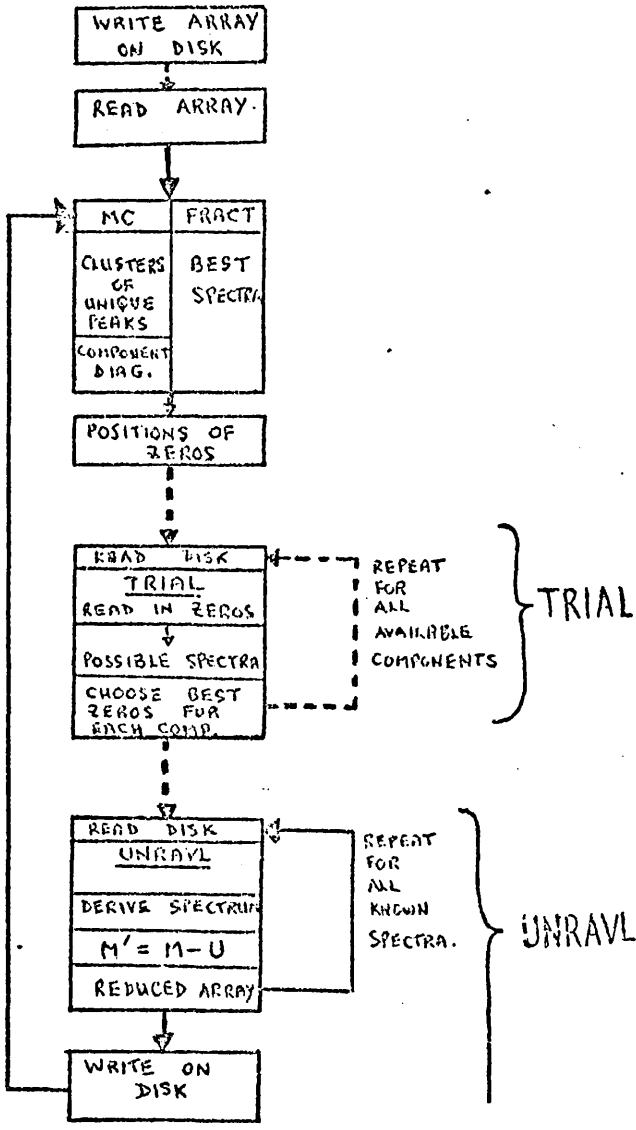 WRITE ARRAY
ON DISK
READ ARRAY.
MC
FRACT
CLUSTERS
OF
UNIQUE
PEAKS
BEST
SPECTRA
COMPONENT
DIAG.
POSITIONS OF
ZEROS
READ DISK
TRIAL
READ IN ZEROS
POSSIBLE SPECTRA
CHOOSE BEST
ZEROS FOR
EACH COMP.
REPEAT
FOR
ALL
AVAILABLE
COMPONENTS
TRIAL
READ DISK
UNRAVL
DERIVE SPECTRUM
M' = M-U
REDUCED ARRAY
REPEAT
FOR
ALL
KNOWN
SPECTRA.
UNRAVL
WRITE ON
DISK